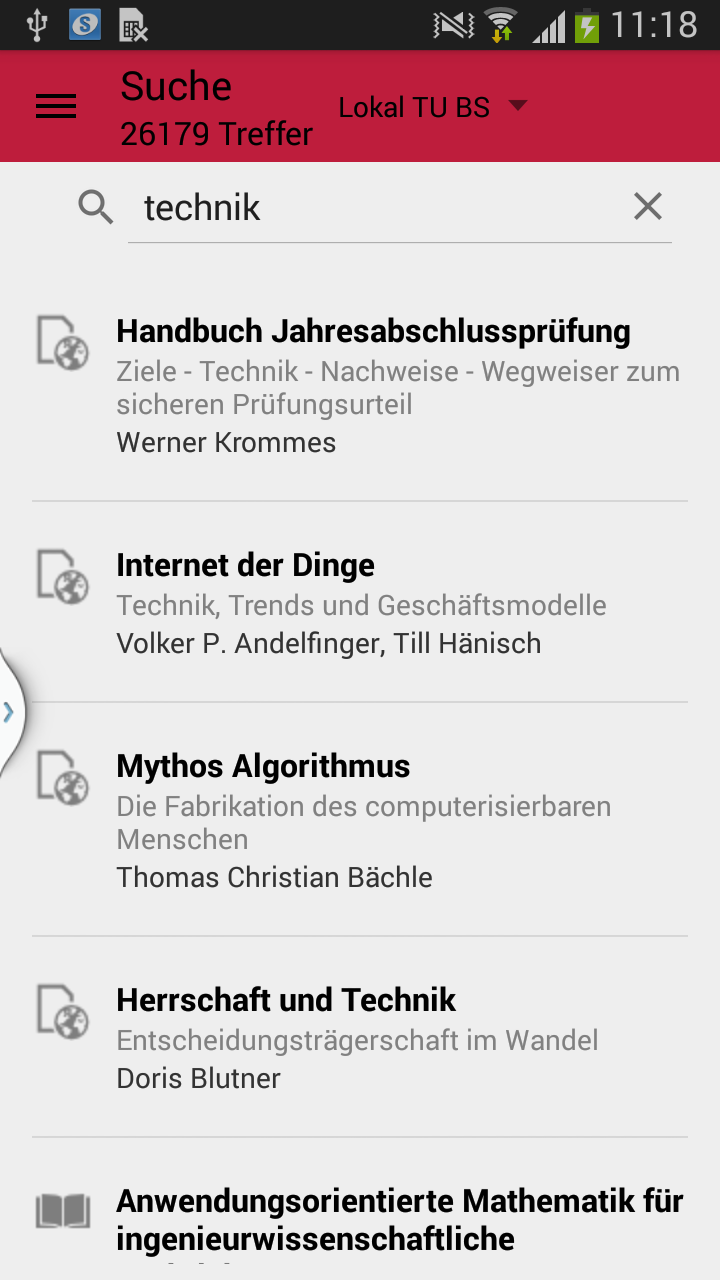 11:18
Suche
26179 Treffer
Lokal TU BS
technik
Handbuch Jahresabschlussprüfung
Ziele - Technik - Nachweise - Wegweiser zum
sicheren Prüfungsurteil
Werner Krommes
Internet der Dinge
Technik, Trends und Geschäftsmodelle
Volker P. Andelfinger, Till Hänisch
Mythos Algorithmus
Die Fabrikation des computerisierbaren
Menschen
Thomas Christian Bächle
Herrschaft und Technik
Entscheidungsträgerschaft im Wandel
Doris Blutner
Anwendungsorientierte Mathematik für
ingenieurwissenschaftliche